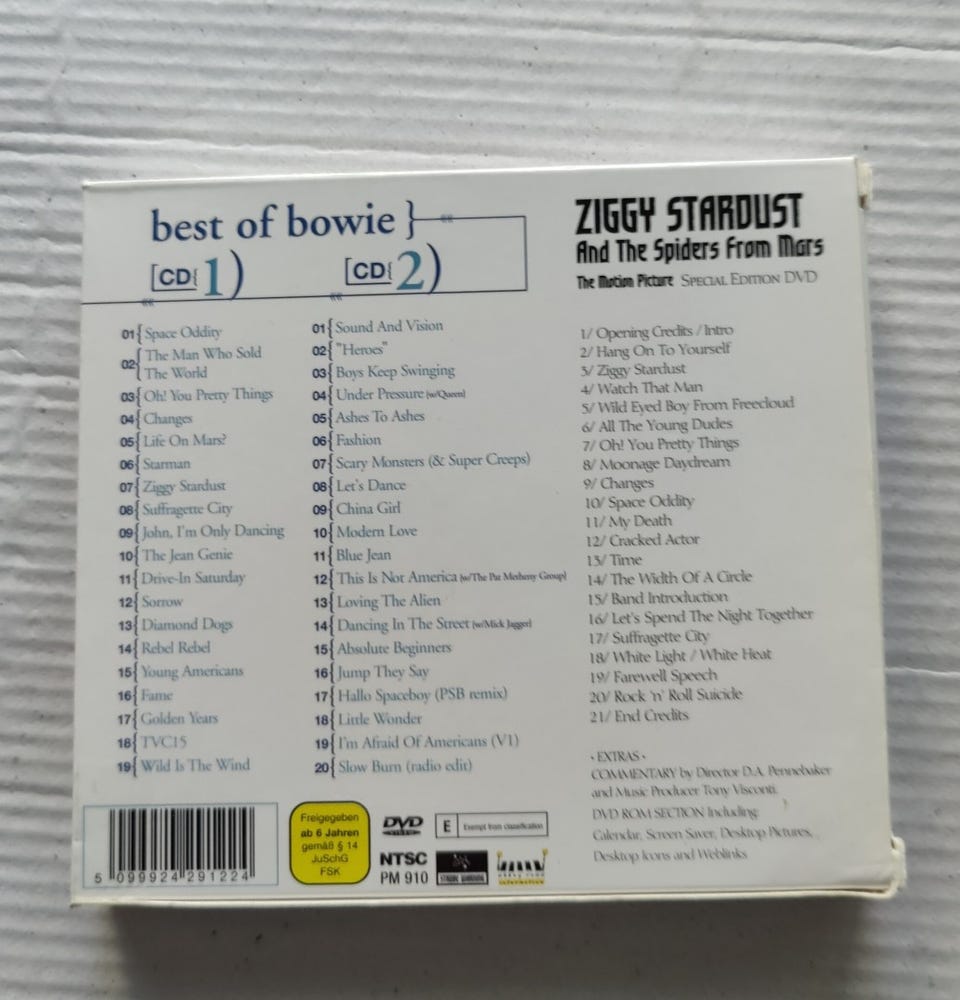 best of bowie }
[CD{ 1)
01{ Space Oddity
02{ The Man Who Sold
The World
03{ Oh! You Pretty Things
04{ Changes
05{ Life On Mars?
06{ Starman
07{ Ziggy Stardust
08{ Suffragette City
09{ John, I'm Only Dancing
10{ The Jean Genie
11{ Drive-In Saturday
12{ Sorrow
13{ Diamond Dogs
14{ Rebel Rebel
15{ Young Americans
16{ Fame
17{ Golden Years
18{ TVC15
19{ Wild Is The Wind
[CD{ 2)
01{ Sound And Vision
02{ "Heroes"
03{ Boys Keep Swinging
04{ Under Pressure (w/Queen)
05{ Ashes To Ashes
06{ Fashion
07{ Scary Monsters (& Super Creeps)
08{ Let's Dance
09{ China Girl
10{ Modern Love
11{ Blue Jean
12{ This Is Not America (w/The Pat Metheny Group)
13{ Loving The Alien
14{ Dancing In The Street (w/Mick Jagger)
15{ Absolute Beginners
16{ Jump They Say
17{ Hallo Spaceboy (PSB remix)
18{ Little Wonder
19{ I'm Afraid Of Americans (V1)
20{ Slow Burn (radio edit)
ZIGGY STARDUST
And The Spiders From Mars
The Motion Picture SPECIAL EDITION DVD
1/ Opening Credits / Intro
2/ Hang On To Yourself
3/ Ziggy Stardust
4/ Watch That Man
5/ Wild Eyed Boy From Freecloud
6/ All The Young Dudes
7/ Oh! You Pretty Things
8/ Moonage Daydream
9/ Changes
10/ Space Oddity
11/ My Death
12/ Cracked Actor
13/ Time
14/ The Width Of A Circle
15/ Band Introduction
16/ Let's Spend The Night Together
17/ Suffragette City
18/ White Light / White Heat
19/ Farewell Speech
20/ Rock 'n' Roll Suicide
21/ End Credits
• EXTRAS •
COMMENTARY by Director D.A. Pennebaker
and Music Producer Tony Visconti.
DVD ROM SECTION Including:
Calendar, Screen Saver, Desktop Pictures,
Desktop Icons and Weblinks
5 099924 291224
Freigegeben
ab 6 Jahren
gemäß § 14
JuSchG
FSK
DVD
VIDEO
E Exempt from classification
NTSC
PM 910